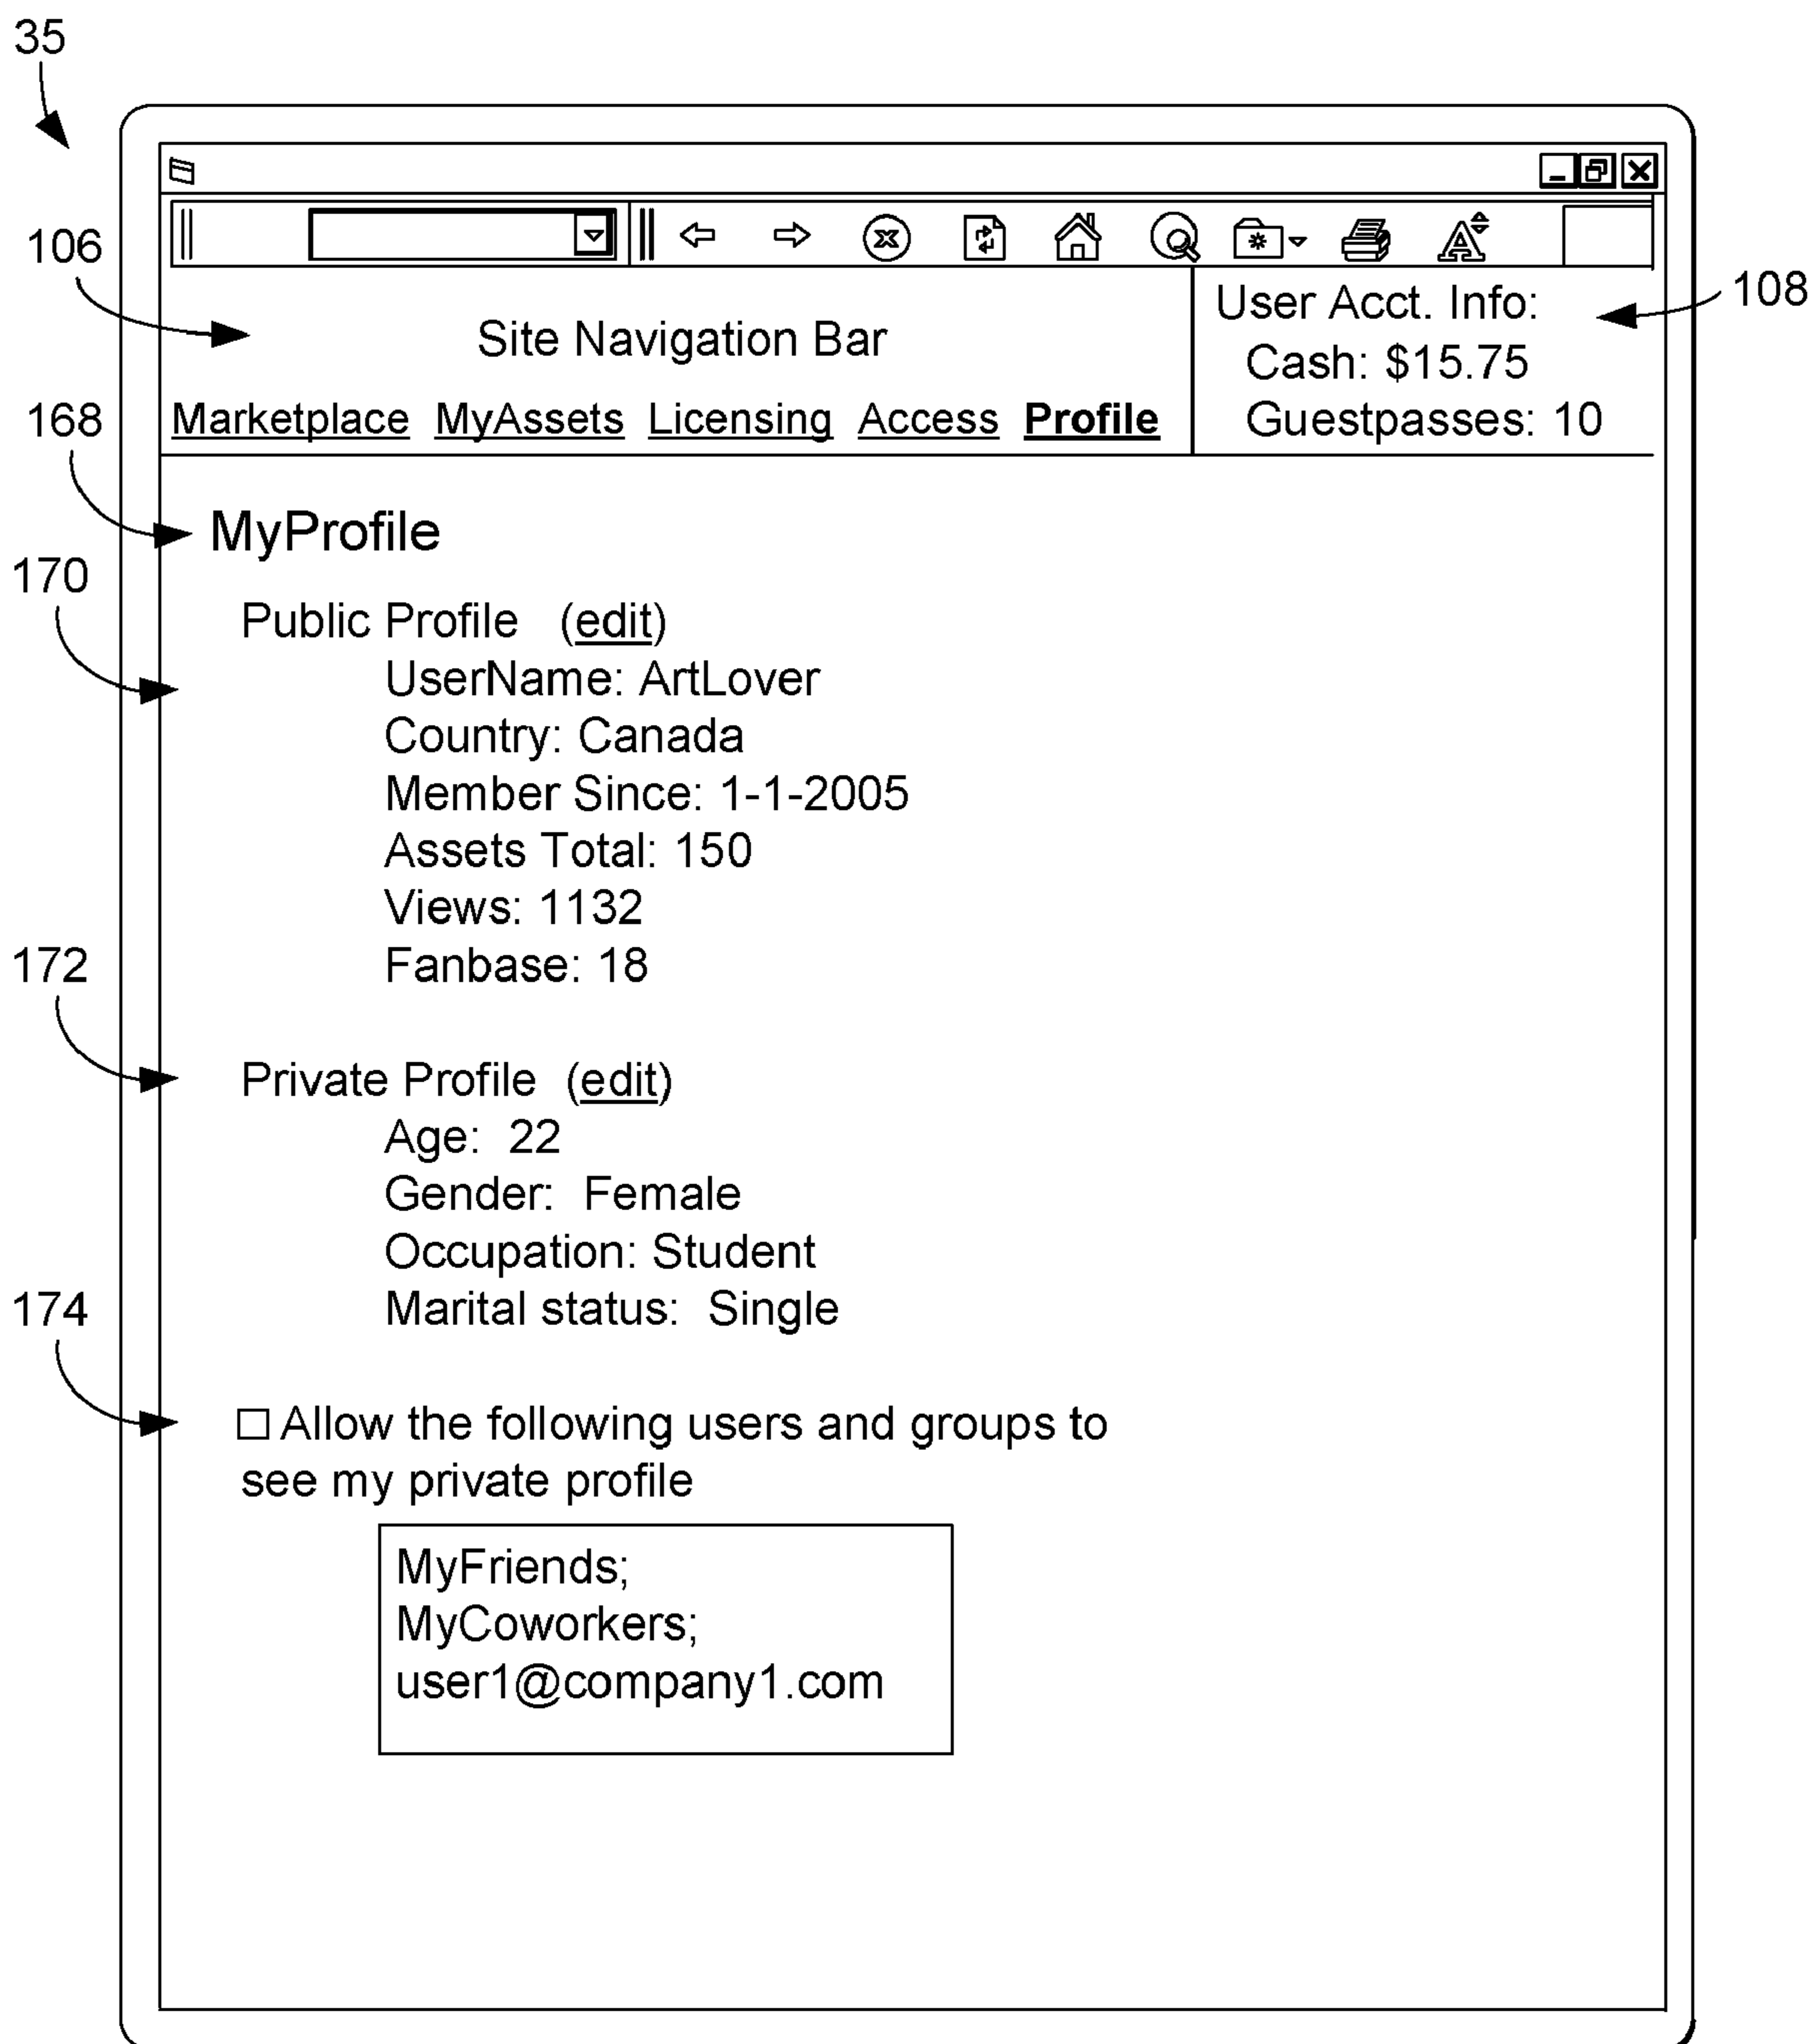 35
106
Site Navigation Bar
User Acct. Info:
108
Cash: $15.75
168
Marketplace MyAssets Licensing Access Profile
Guestpasses: 10
MyProfile
170
Public Profile (edit)
UserName: ArtLover
Country: Canada
Member Since: 1-1-2005
Assets Total: 150
Views: 1132
172
Fanbase: 18
Private Profile (edit)
Age: 22
Gender: Female
Occupation: Student
174
Marital status: Single
Allow the following users and groups to
see my private profile
MyFriends;
MyCoworkers;
user1@company1.com